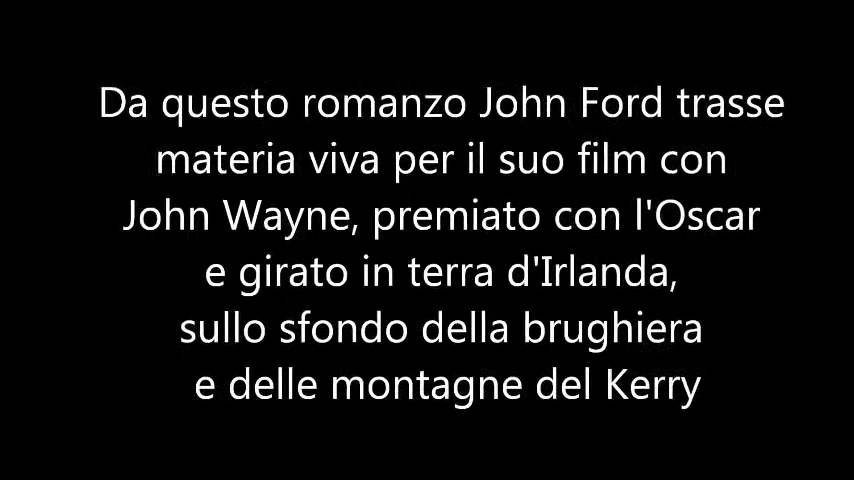 Da questo romanzo John Ford trasse
materia viva per il suo film con
John Wayne, premiato con l'Oscar
e girato in terra d'Irlanda,
sullo sfondo della brughiera
e delle montagne del Kerry